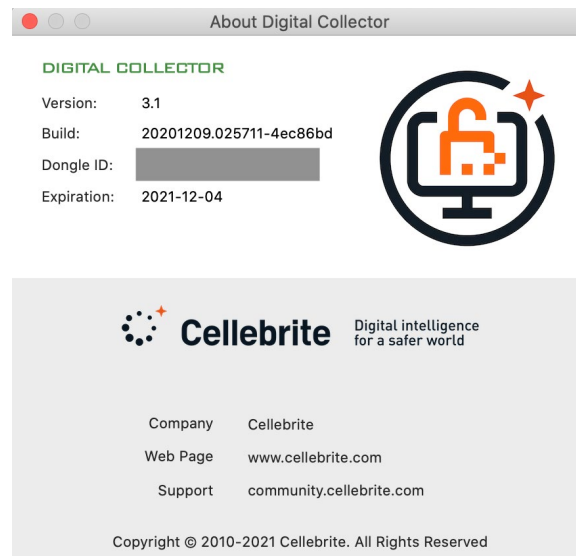 About Digital Collector
DIGITAL COLLECTOR
Version: 3.1
Build: 20201209.025711-4ec86bd
Dongle ID:
Expiration: 2021-12-04
Cellebrite Digital intelligence
for a safer world
Company Cellebrite
Web Page www.cellebrite.com
Support community.cellebrite.com
Copyright © 2010-2021 Cellebrite. All Rights Reserved